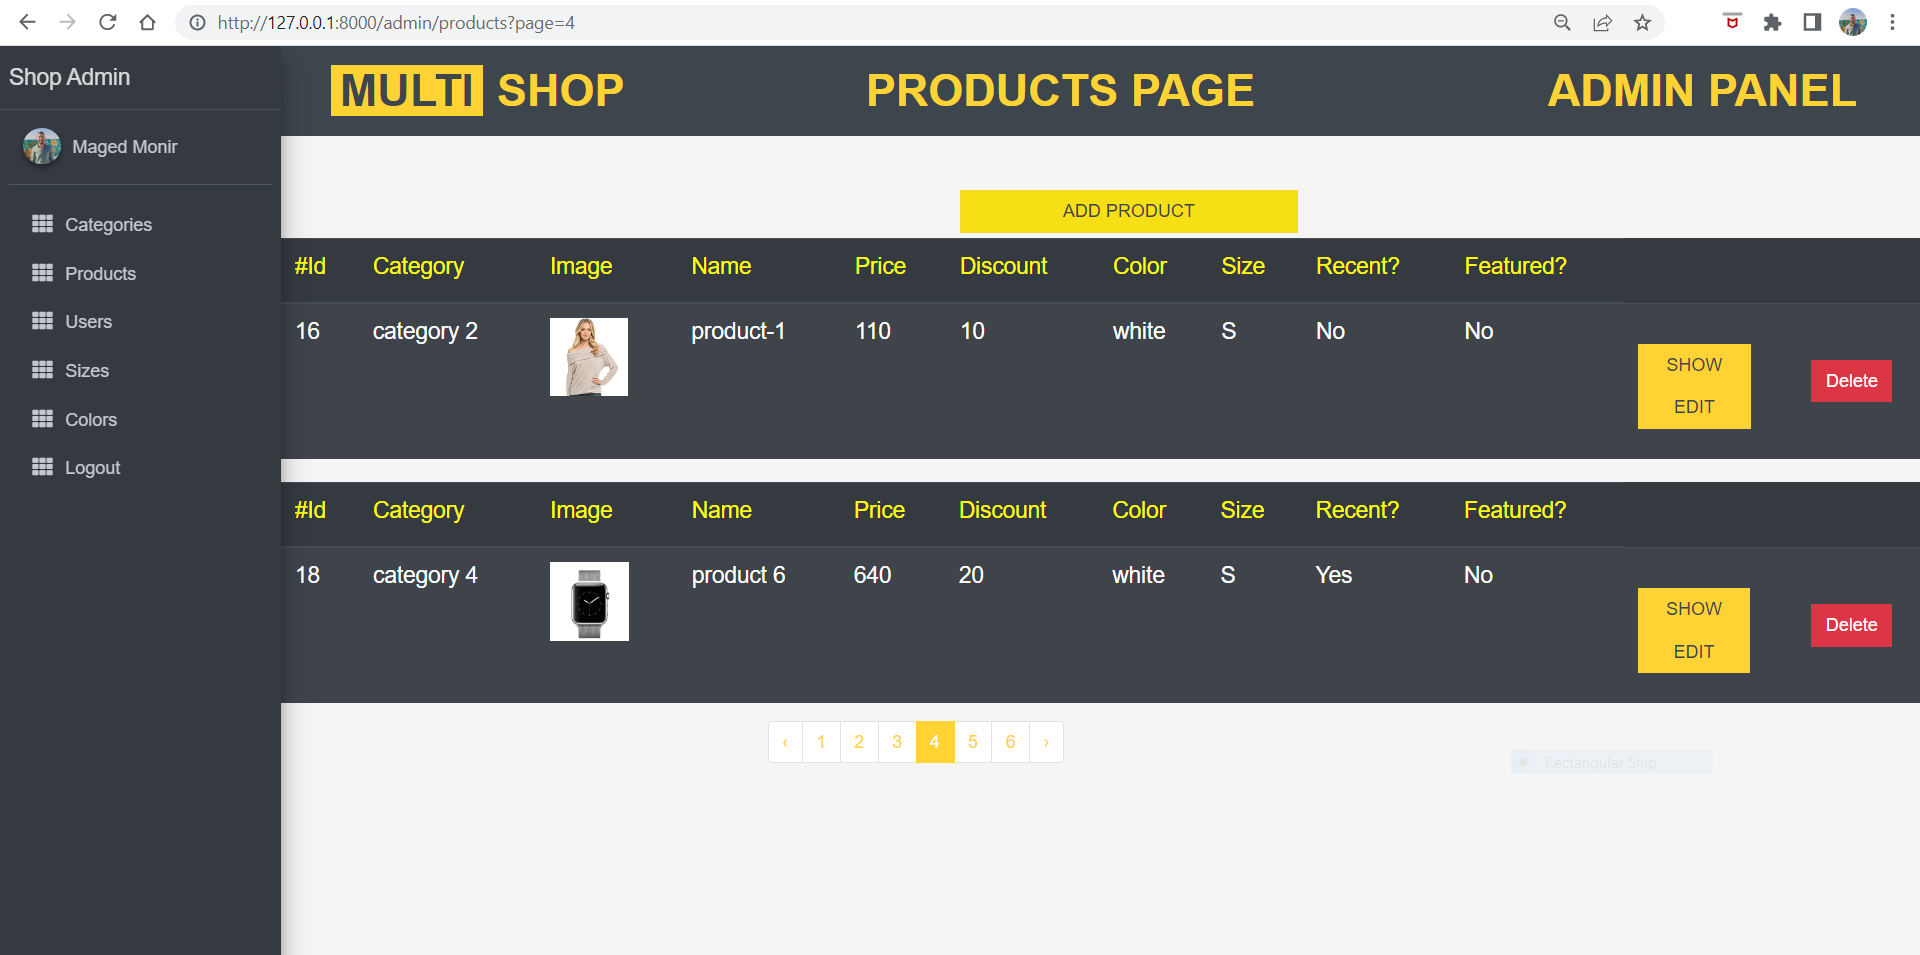 http://127.0.0.1:8000/admin/products?page=4
Shop Admin
Maged Monir
Categories
Products
Users
Sizes
Colors
Logout
MULTI SHOP PRODUCTS PAGE ADMIN PANEL
ADD PRODUCT
#Id Category Image Name Price Discount Color Size Recent? Featured?
16 category 2 product-1 110 10 white S No No
SHOW
EDIT
Delete
#Id Category Image Name Price Discount Color Size Recent? Featured?
18 category 4 product 6 640 20 white S Yes No
SHOW
EDIT
Delete
‹ 1 2 3 4 5 6 ›
Rectangular Snip